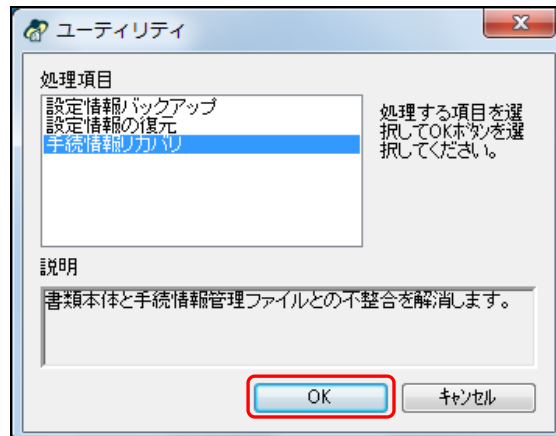 ユーティリティ
処理項目
設定情報バックアップ
設定情報の復元
手続情報リカバリ
処理する項目を選
択してOKボタンを選
択してください。
説明
書類本体と手続情報管理ファイルとの不整合を解消します。
OK
キャンセル